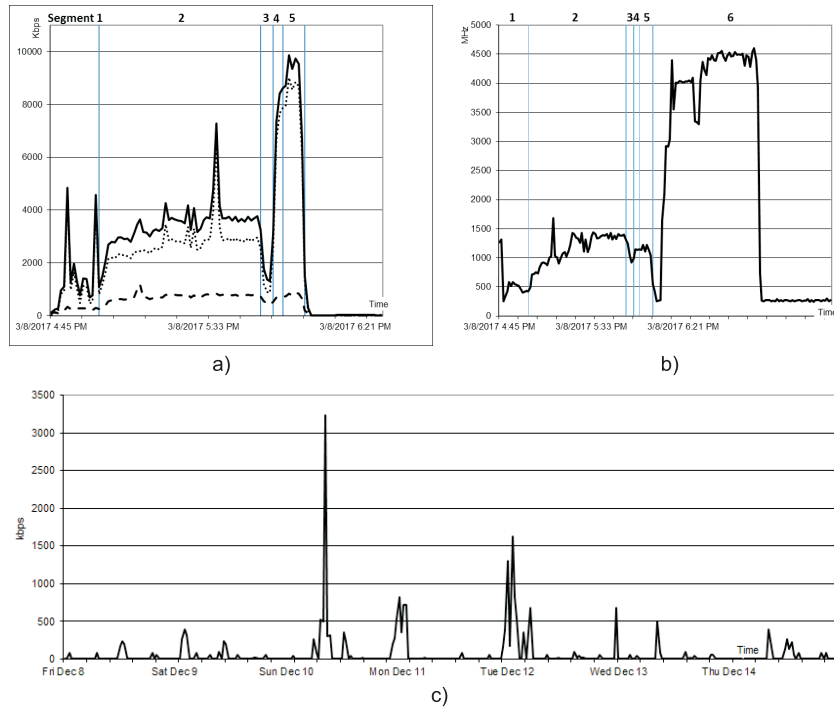 Segment 1 2 3 4 5
Kbps
10000
8000
6000
4000
2000
0
Time
3/8/2017 4:45 PM 3/8/2017 5:33 PM 3/8/2017 6:21 PM
a)
1 2 3 4 5 6
MHz
5000
4500
4000
3500
3000
2500
2000
1500
1000
500
0
Time
3/8/2017 4:45 PM 3/8/2017 5:33 PM 3/8/2017 6:21 PM
b)
3500
3000
2500
2000
1500
1000
500
0
kbps
Time
Fri Dec 8 Sat Dec 9 Sun Dec 10 Mon Dec 11 Tue Dec 12 Wed Dec 13 Thu Dec 14
c)